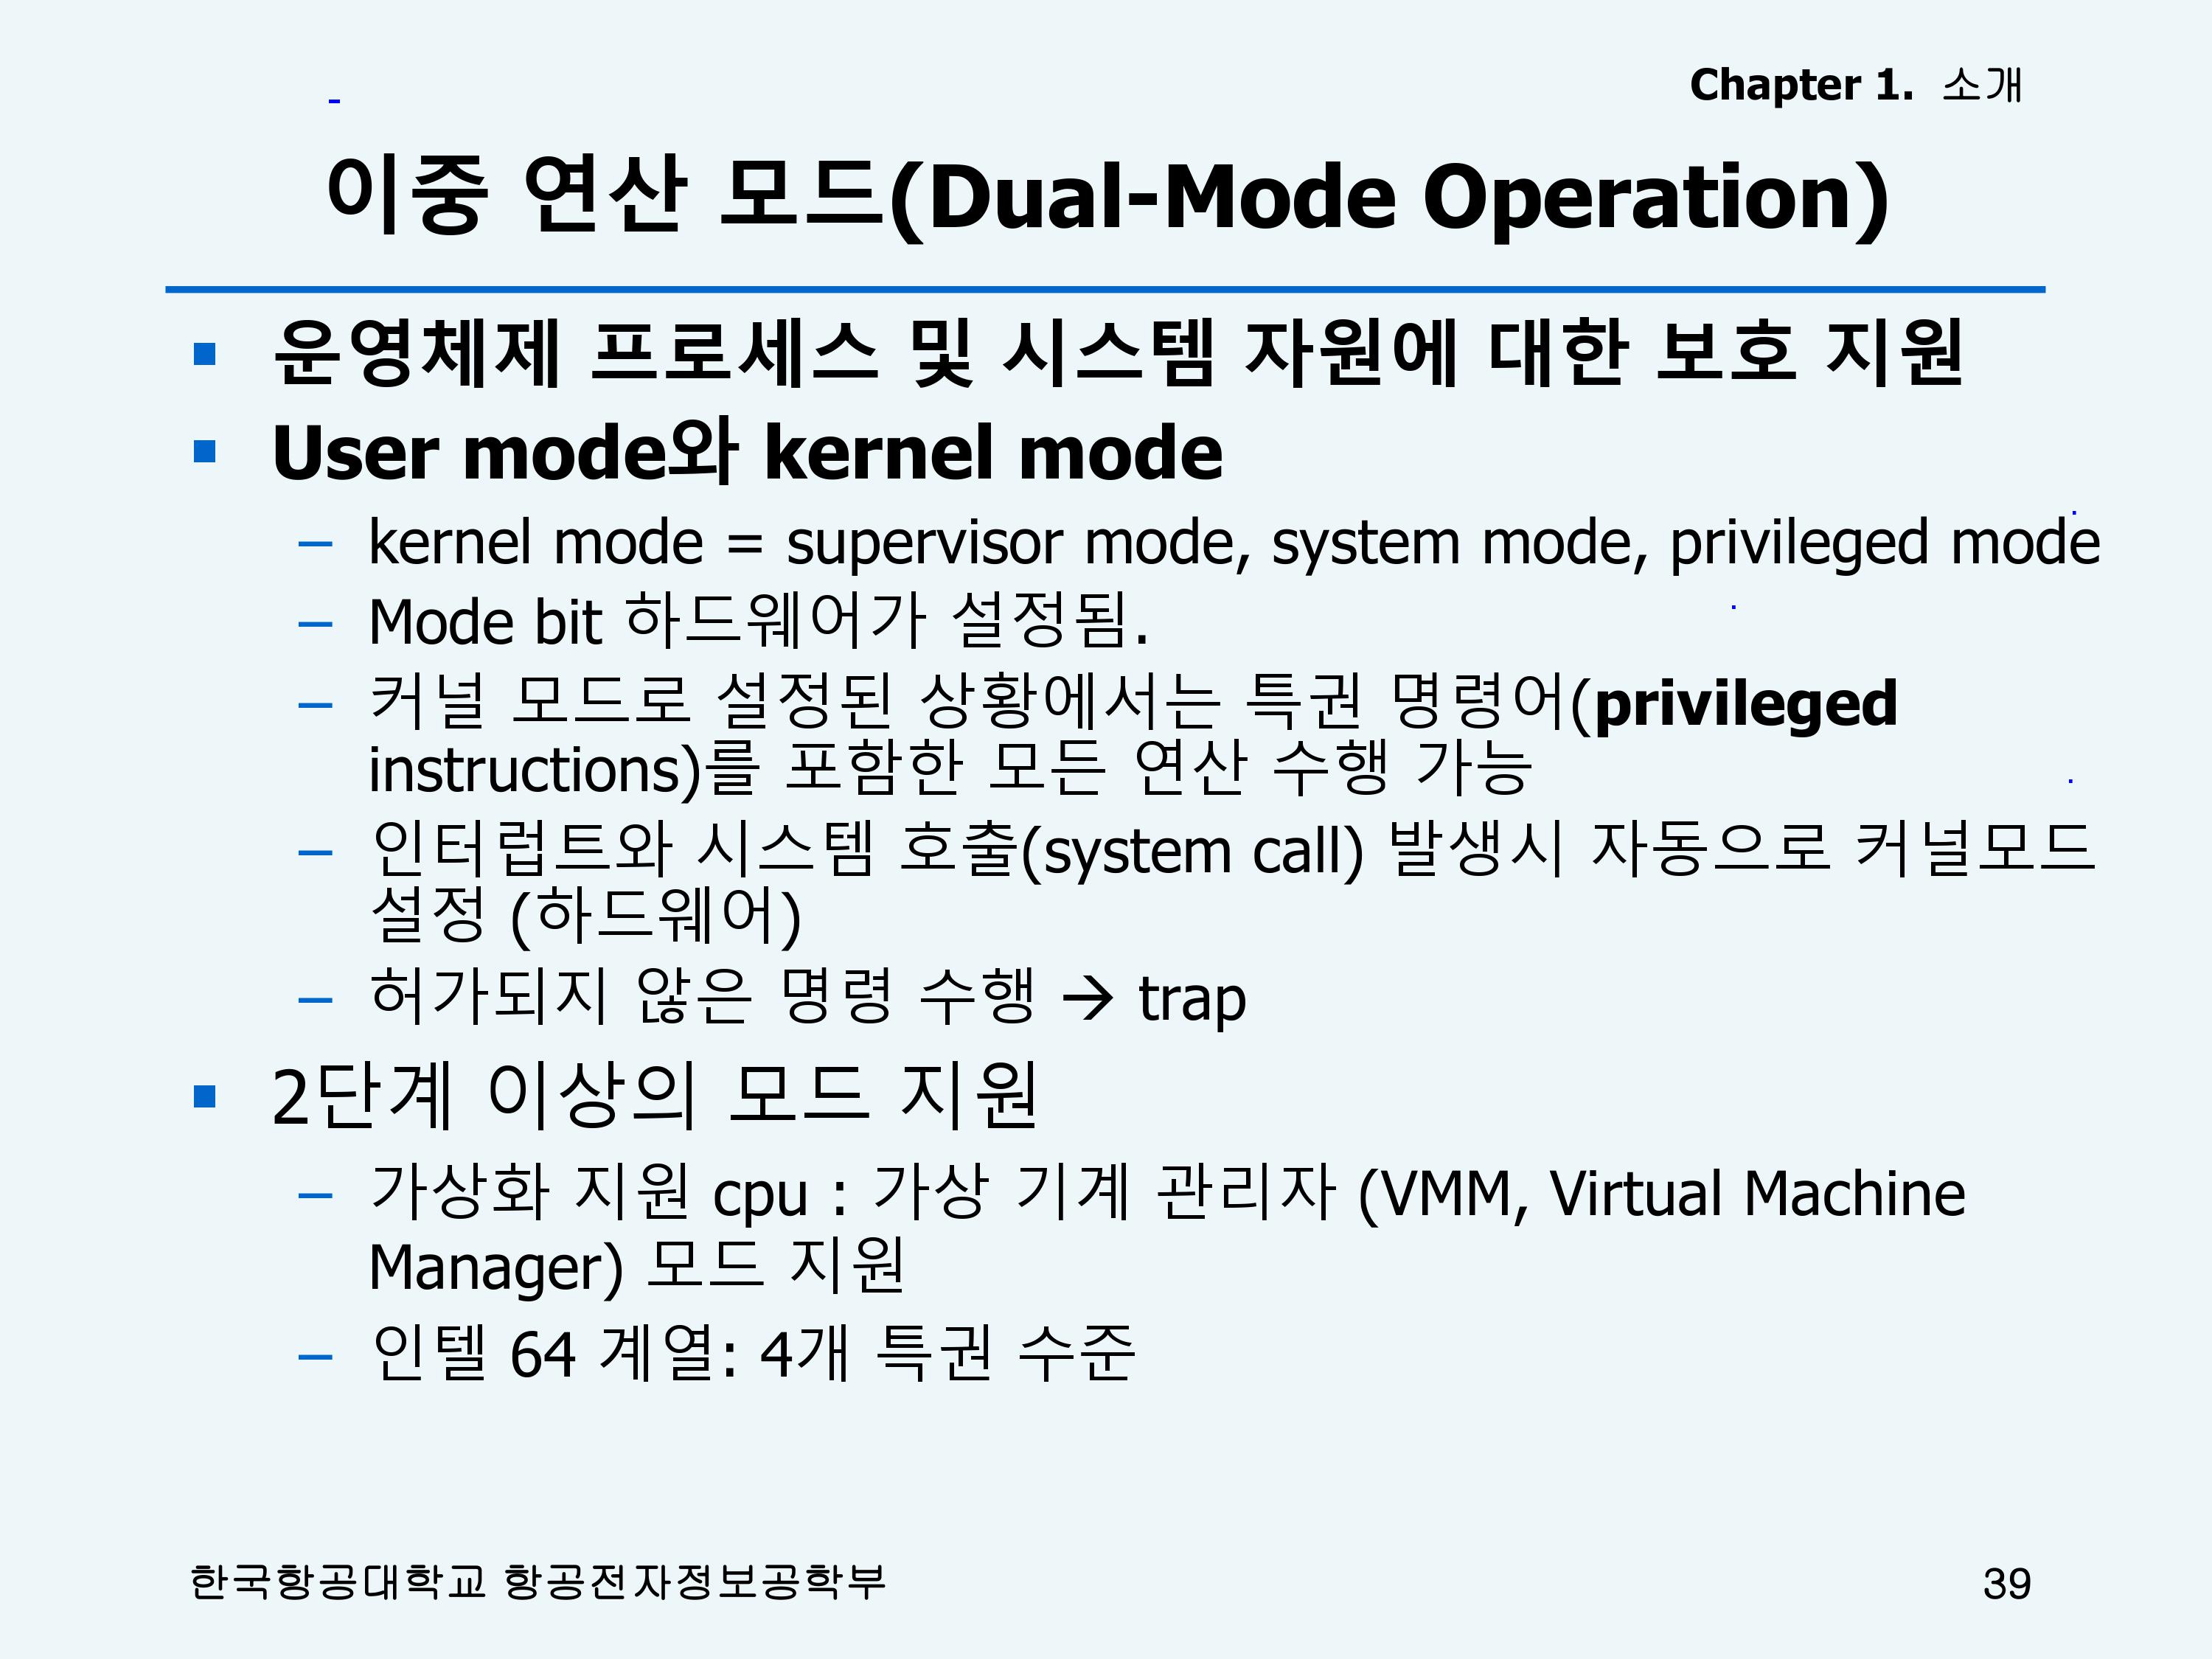 Chapter 1. 소개
이중 연산 모드(Dual-Mode Operation)
▪ 운영체제 프로세스 및 시스템 자원에 대한 보호 지원
▪ User mode와 kernel mode
– kernel mode = supervisor mode, system mode, privileged mode
– Mode bit 하드웨어가 설정됨.
– 커널 모드로 설정된 상황에서는 특권 명령어(privileged
instructions)를 포함한 모든 연산 수행 가능
– 인터럽트와 시스템 호출(system call) 발생시 자동으로 커널모드
설정 (하드웨어)
– 허가되지 않은 명령 수행 → trap
▪ 2단계 이상의 모드 지원
– 가상화 지원 cpu : 가상 기계 관리자 (VMM, Virtual Machine
Manager) 모드 지원
– 인텔 64 계열: 4개 특권 수준
한국항공대학교 항공전자정보공학부
39